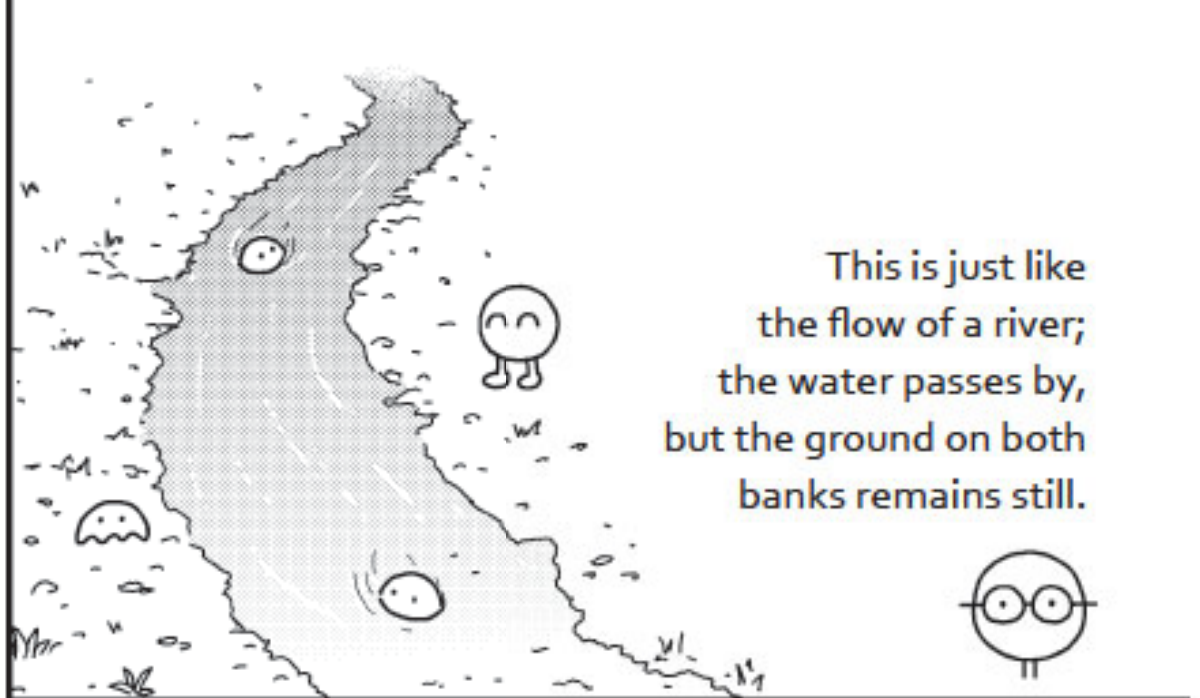 This is just like
the flow of a river;
the water passes by,
but the ground on both
banks remains still.